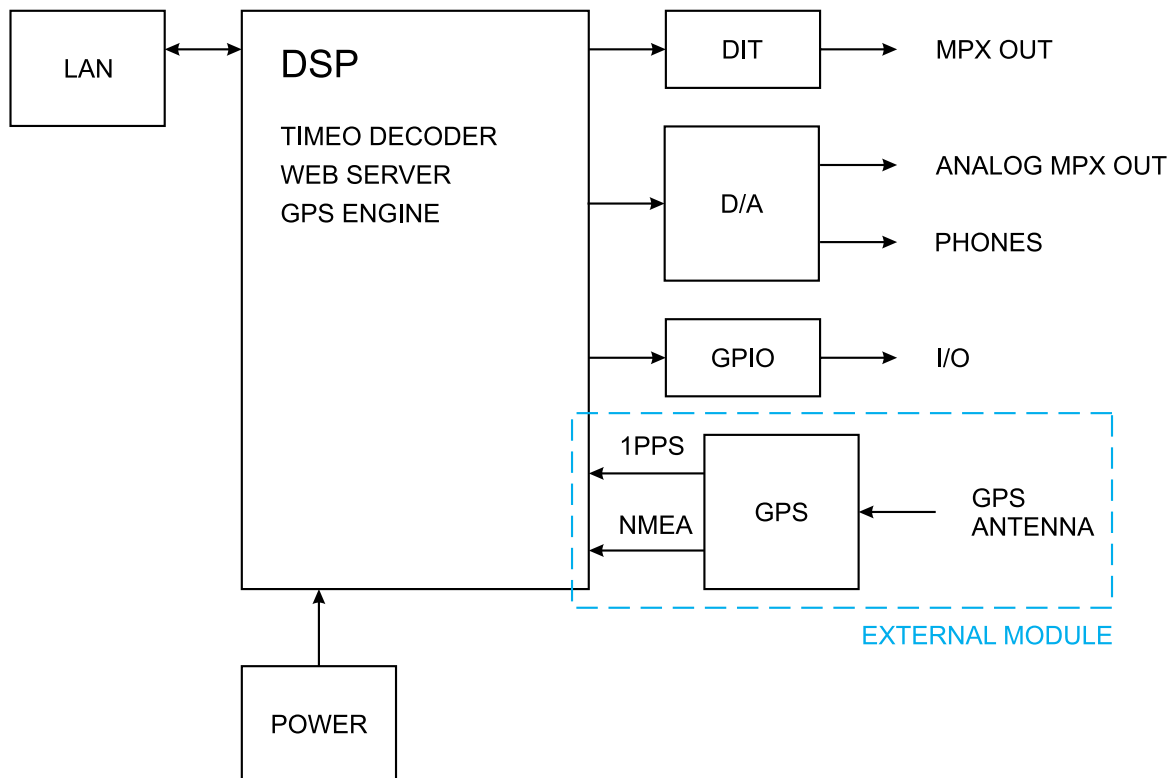 LAN
DSP
TIMEO DECODER
WEB SERVER
GPS ENGINE
DIT
MPX OUT
D/A
ANALOG MPX OUT
PHONES
GPIO
I/O
1PPS
NMEA
GPS
GPS
ANTENNA
EXTERNAL MODULE
POWER